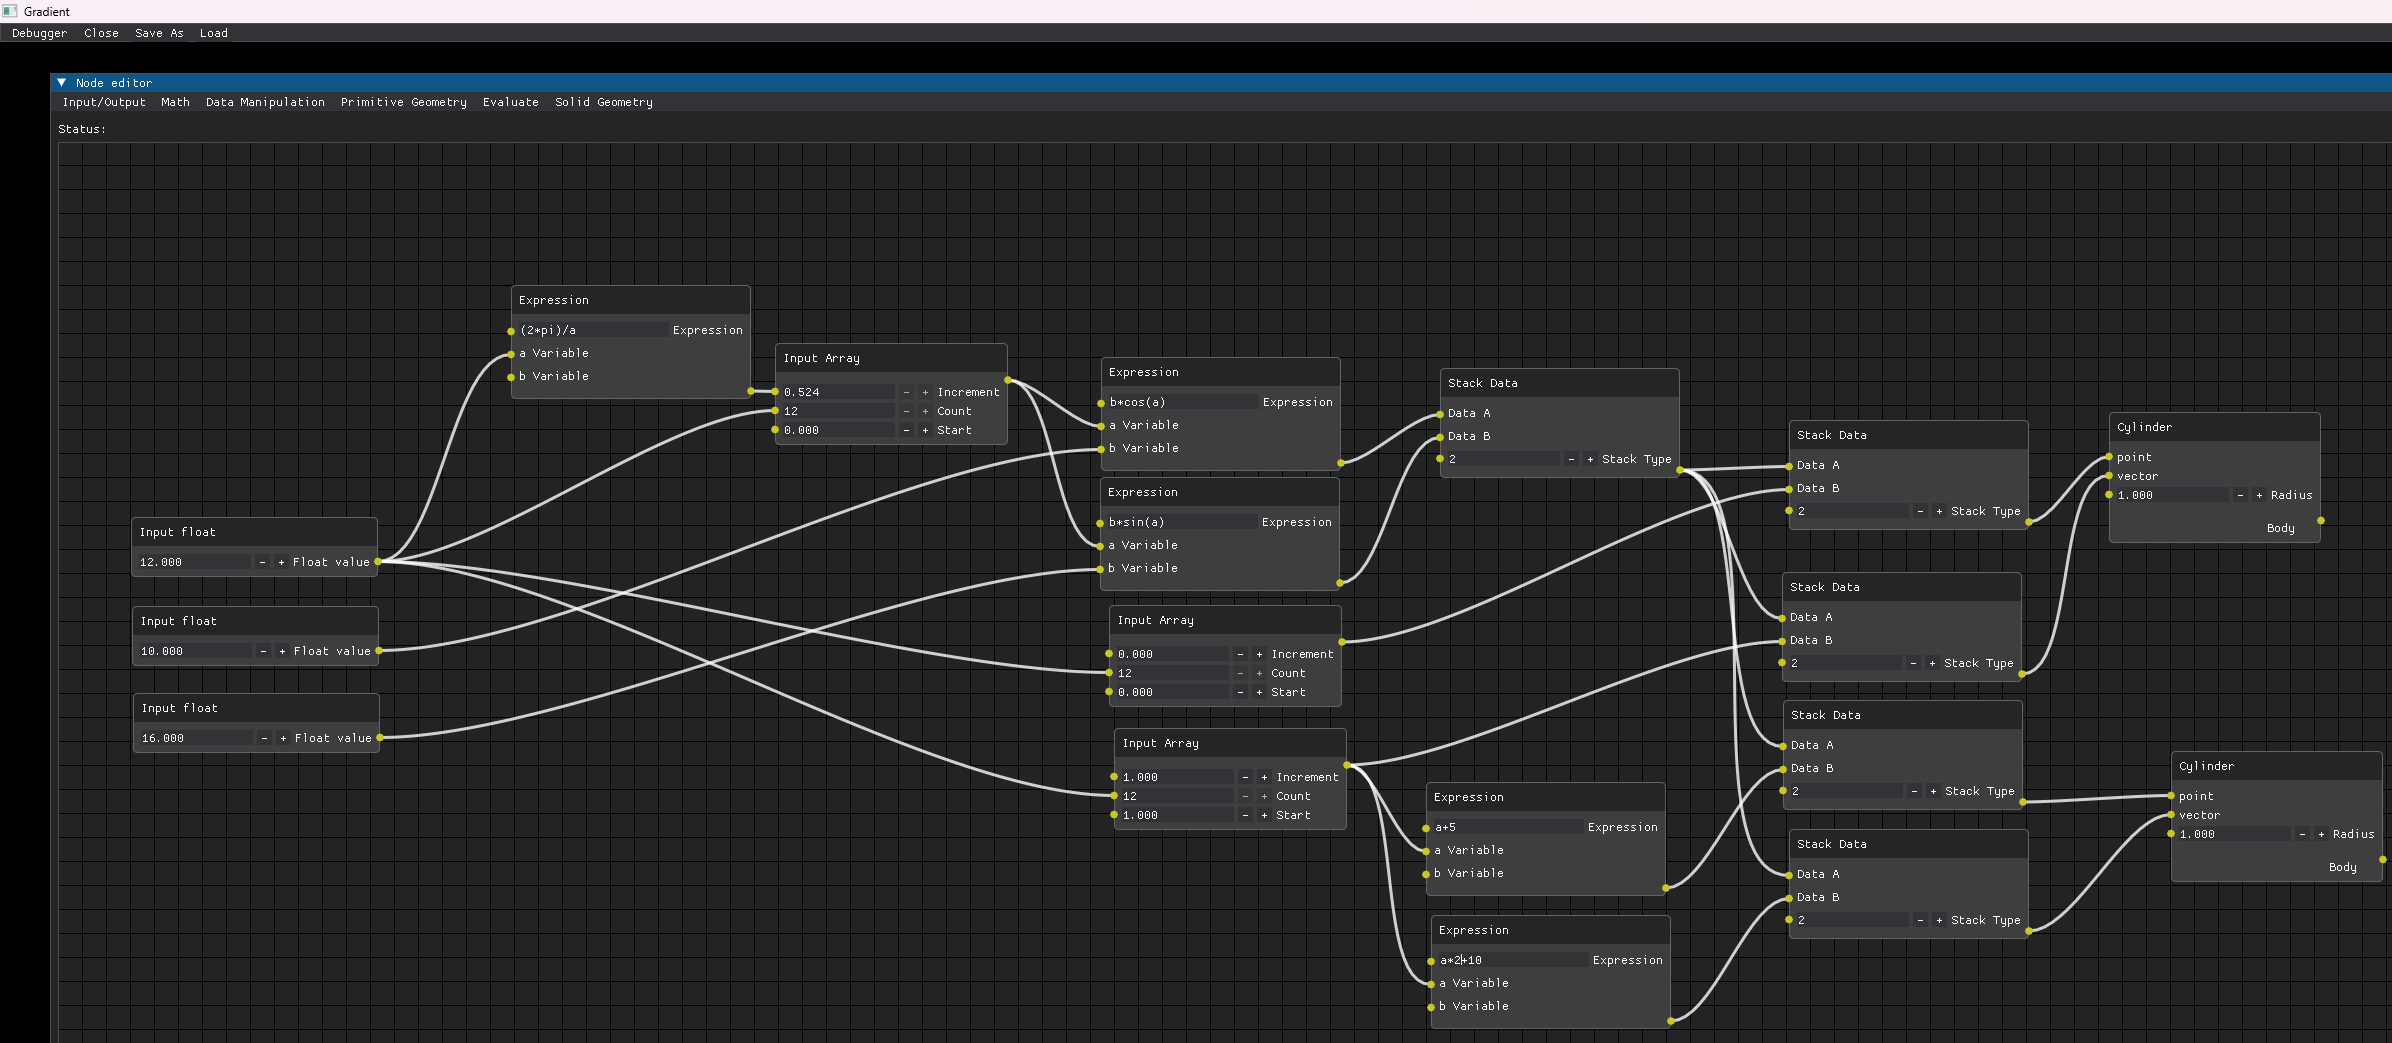 Gradient
Debugger Close Save As Load
▼ Node editor
Input/Output Math Data Manipulation Primitive Geometry Evaluate Solid Geometry
Status:
Expression
(2*pi)/a Expression
a Variable
b Variable
Input Array
0.524 - + Increment
12 - + Count
0.000 - + Start
Input float
12.000 - + Float value
Input float
10.000 - + Float value
Input float
16.000 - + Float value
Expression
b*cos(a) Expression
a Variable
b Variable
Expression
b*sin(a) Expression
a Variable
b Variable
Input Array
0.000 - + Increment
12 - + Count
0.000 - + Start
Input Array
1.000 - + Increment
12 - + Count
1.000 - + Start
Stack Data
Data A
Data B
2 - + Stack Type
Expression
a+5 Expression
a Variable
b Variable
Expression
a*2+10 Expression
a Variable
b Variable
Stack Data
Data A
Data B
2 - + Stack Type
Stack Data
Data A
Data B
2 - + Stack Type
Stack Data
Data A
Data B
2 - + Stack Type
Stack Data
Data A
Data B
2 - + Stack Type
Cylinder
point
vector
1.000 - + Radius
Body
Cylinder
point
vector
1.000 - + Radius
Body